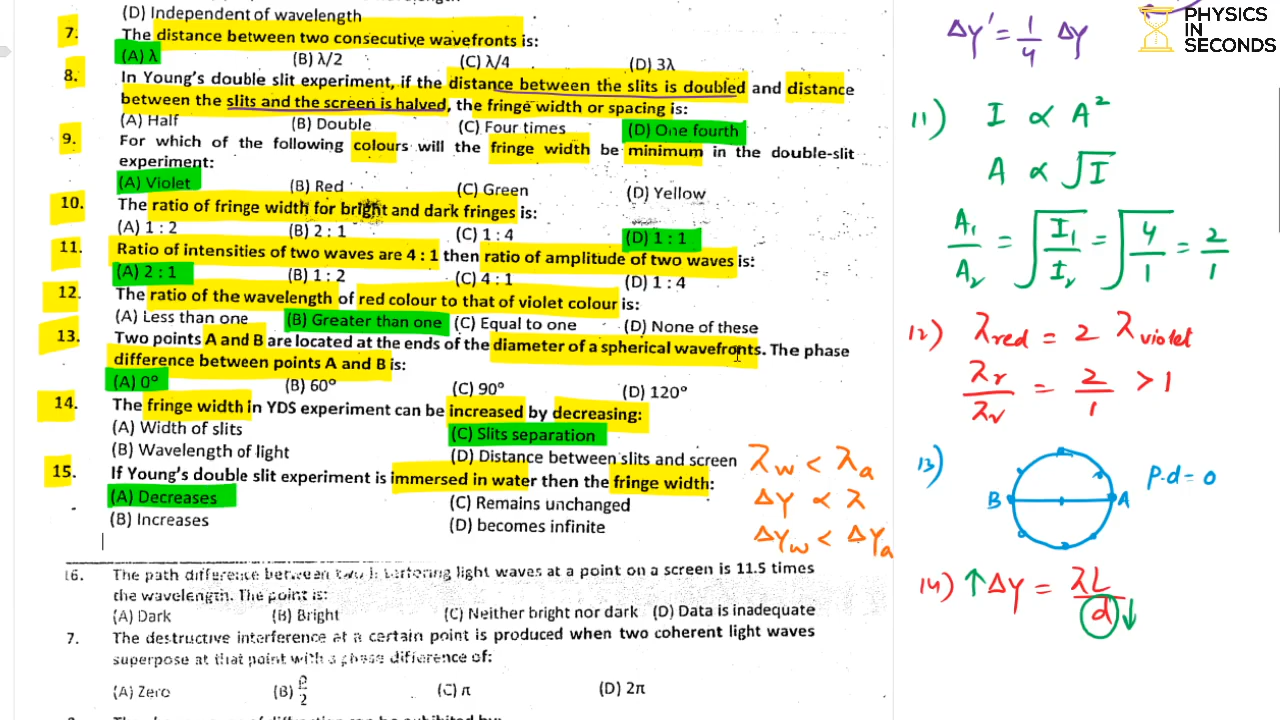 (D) Independent of wavelength
7. The distance between two consecutive wavefronts is:
(A) λ (B) λ/2 (C) λ/4 (D) 3λ
8. In Young's double slit experiment, if the distance between the slits is doubled and distance
between the slits and the screen is halved, the fringe width or spacing is:
(A) Half (B) Double (C) Four times (D) One fourth
9. For which of the following colours will the fringe width be minimum in the double-slit
experiment:
(A) Violet (B) Red (C) Green (D) Yellow
10. The ratio of fringe width for bright and dark fringes is:
(A) 1 : 2 (B) 2 : 1 (C) 1 : 4 (D) 1 : 1
11. Ratio of intensities of two waves are 4 : 1 then ratio of amplitude of two waves is:
(A) 2 : 1 (B) 1 : 2 (C) 4 : 1 (D) 1 : 4
12. The ratio of the wavelength of red colour to that of violet colour is:
(A) Less than one (B) Greater than one (C) Equal to one (D) None of these
13. Two points A and B are located at the ends of the diameter of a spherical wavefronts. The phase
difference between points A and B is:
(A) 0° (B) 60° (C) 90° (D) 120°
14. The fringe width in YDS experiment can be increased by decreasing:
(A) Width of slits (C) Slits separation
(B) Wavelength of light (D) Distance between slits and screen
15. If Young's double slit experiment is immersed in water then the fringe width:
(A) Decreases (C) Remains unchanged
(B) Increases (D) becomes infinite
16. The path difference between two light waves at a point on a screen is 11.5 times
the wavelength. The point is:
(A) Dark (B) Bright (C) Neither bright nor dark (D) Data is inadequate
7. The destructive interference at a certain point is produced when two coherent light waves
superpose at that point with a phase difference of:
(A) Zero (B) 2 (C) π (D) 2π
λw < λa
Δy ∝ λ
ΔYw < ΔYa
PHYSICS
IN
SECONDS
Δy' = 1/4 Δy
11) I ∝ A²
A ∝ √I
A₁/A₂ = √(I₁/I₂) = √(4/1) = 2/1
12) λred = 2 λviolet
λr/λv = 2/1 > 1
13) B A P.d = 0
14) ↑ Δy = λL/d ↓